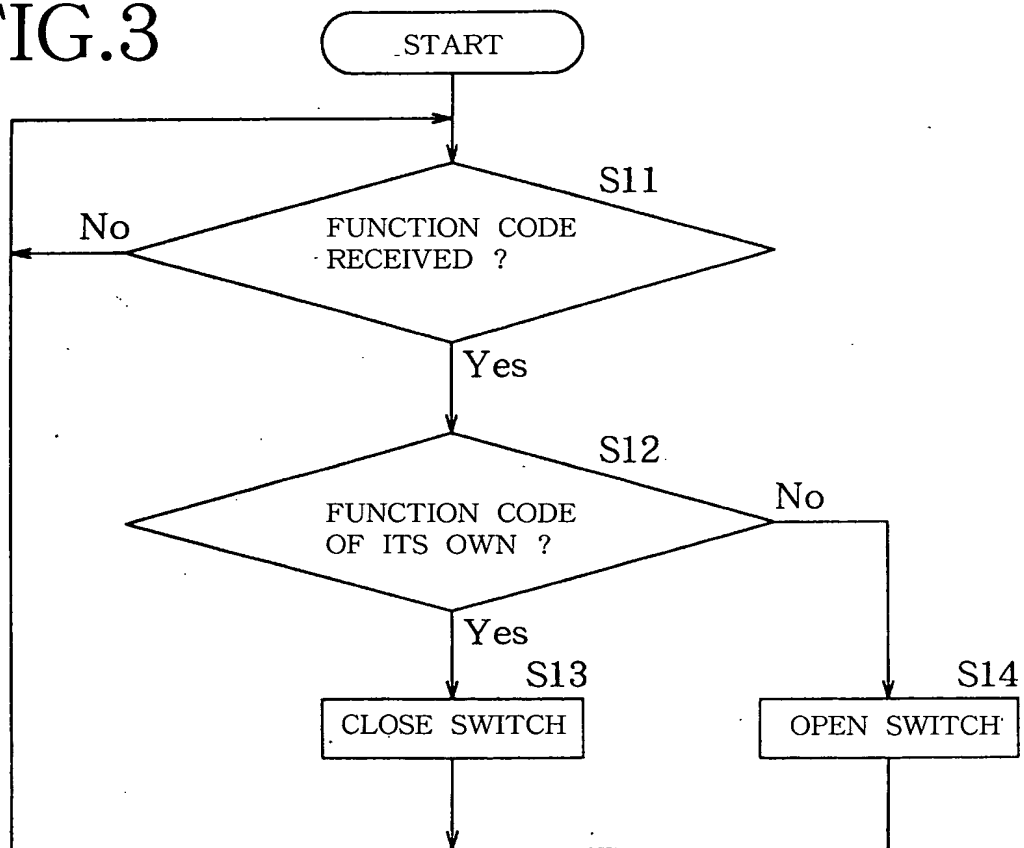 FIG.3
START
S11
No
FUNCTION CODE
RECEIVED ?
Yes
S12
No
FUNCTION CODE
OF ITS OWN ?
Yes
S13
S14
CLOSE SWITCH
OPEN SWITCH